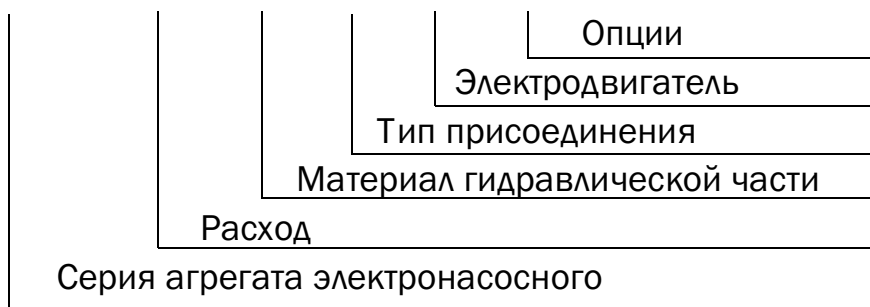 Опции
Электродвигатель
Тип присоединения
Материал гидравлической части
Расход
Серия агрегата электронасосного